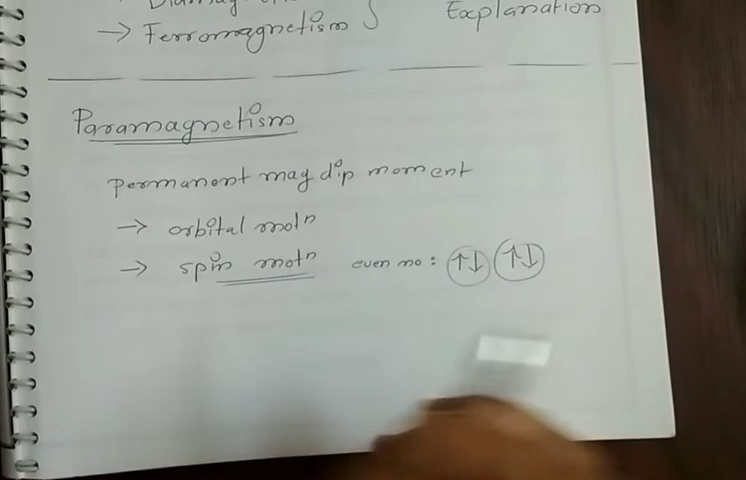 → Ferromagnetism } Explanation
Paramagnetism
permanent mag dip moment
→ orbital motn
→ spin motn even no: ↑↓ ↑↓